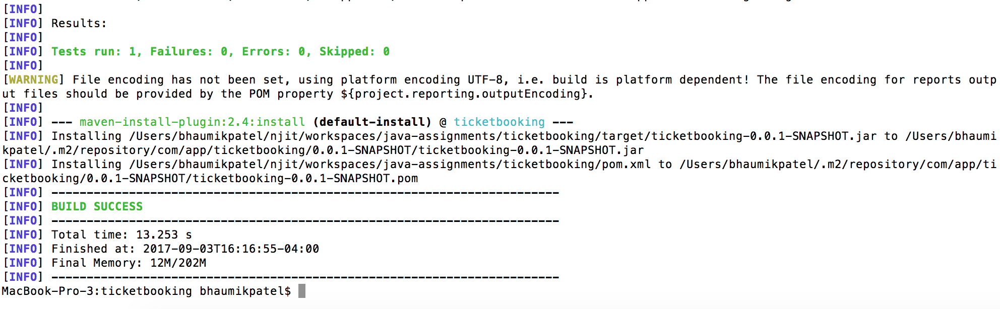 [INFO]
[INFO] Results:
[INFO]
[INFO] Tests run: 1, Failures: 0, Errors: 0, Skipped: 0
[INFO]
[WARNING] File encoding has not been set, using platform encoding UTF-8, i.e. build is platform dependent! The file encoding for reports outp
ut files should be provided by the POM property ${project.reporting.outputEncoding}.
[INFO]
[INFO] --- maven-install-plugin:2.4:install (default-install) @ ticketbooking ---
[INFO] Installing /Users/bhaumikpatel/njit/workspaces/java-assignments/ticketbooking/target/ticketbooking-0.0.1-SNAPSHOT.jar to /Users/bhaumi
kpatel/.m2/repository/com/app/ticketbooking/0.0.1-SNAPSHOT/ticketbooking-0.0.1-SNAPSHOT.jar
[INFO] Installing /Users/bhaumikpatel/njit/workspaces/java-assignments/ticketbooking/pom.xml to /Users/bhaumikpatel/.m2/repository/com/app/ti
cketbooking/0.0.1-SNAPSHOT/ticketbooking-0.0.1-SNAPSHOT.pom
[INFO] ------------------------------------------------------------------------
[INFO] BUILD SUCCESS
[INFO] ------------------------------------------------------------------------
[INFO] Total time: 13.253 s
[INFO] Finished at: 2017-09-03T16:16:55-04:00
[INFO] Final Memory: 12M/202M
[INFO] ------------------------------------------------------------------------
MacBook-Pro-3:ticketbooking bhaumikpatel$